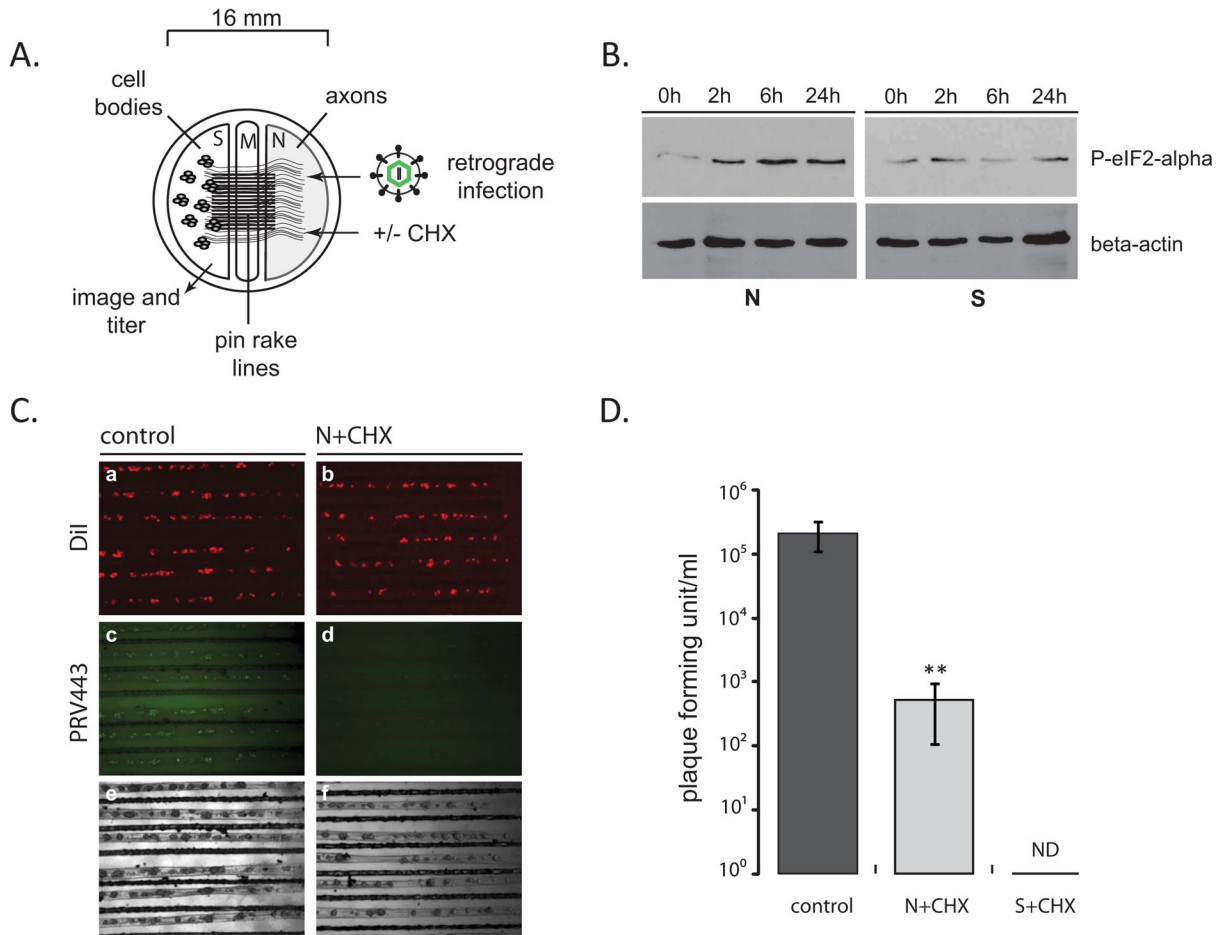 A.
16 mm
cell
bodies
axons
S M N
retrograde
infection
+/- CHX
image and
titer
pin rake
lines
B.
0h 2h 6h 24h 0h 2h 6h 24h
P-eIF2-alpha
beta-actin
N S
C.
control N+CHX
DiI
a b
PRV443
c d
e f
D.
plaque forming unit/ml
10⁶
10⁵
10⁴
10³
10²
10¹
10⁰
**
ND
control N+CHX S+CHX